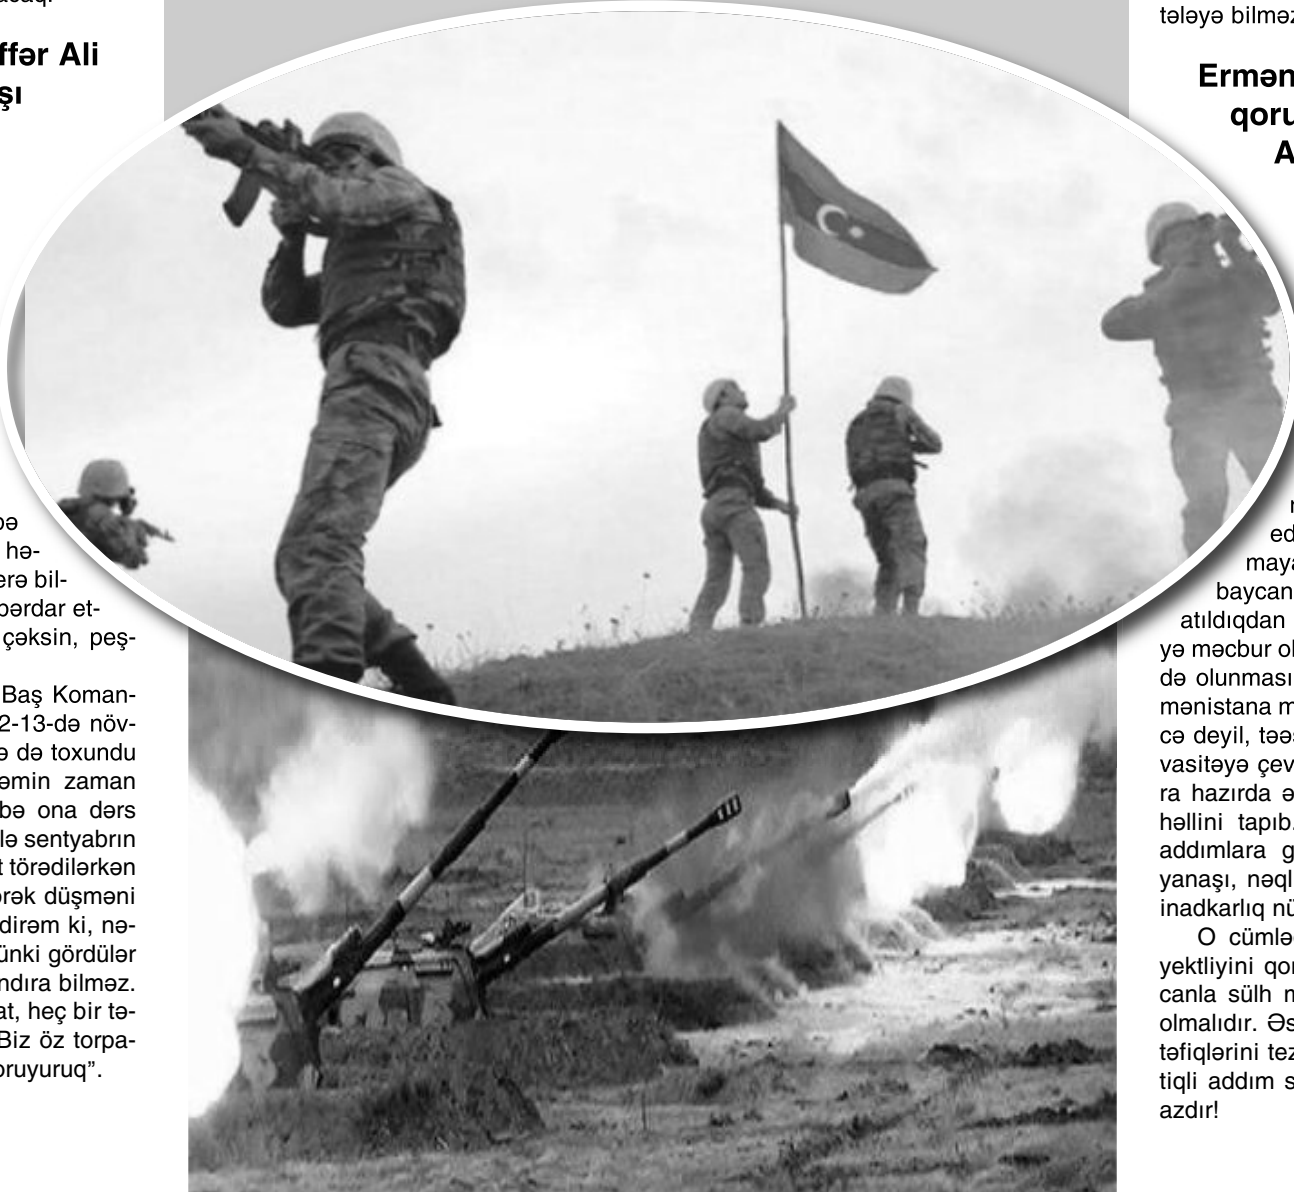 ffər Ali
şı
hə-
erə bil-
bərdar et-
çəksin, peş-
Baş Koman-
2-13-də növ-
də toxundu
əmin zaman
bə ona dərs
lə sentyabrın
t törədilərkən
ərək düşməni
dirəm ki, nə-
ünki gördülər
ndıra bilməz.
at, heç bir tə-
Biz öz torpa-
oruyuruq”.
tələyə bilməz
Ermən
qoru
A
ed
maya
baycan
atıldıqdan
yə məcbur ol
də olunması
mənistana m
cə deyil, təəs
vasitəyə çev
ra hazırda ə
həllini tapıb.
addımlara g
yanaşı, nəql
inadkarlıq nü
O cümləd
yektliyini qor
canla sülh m
olmalıdır. Əs
təfiqlərini tez
tiqli addım s
azdır!